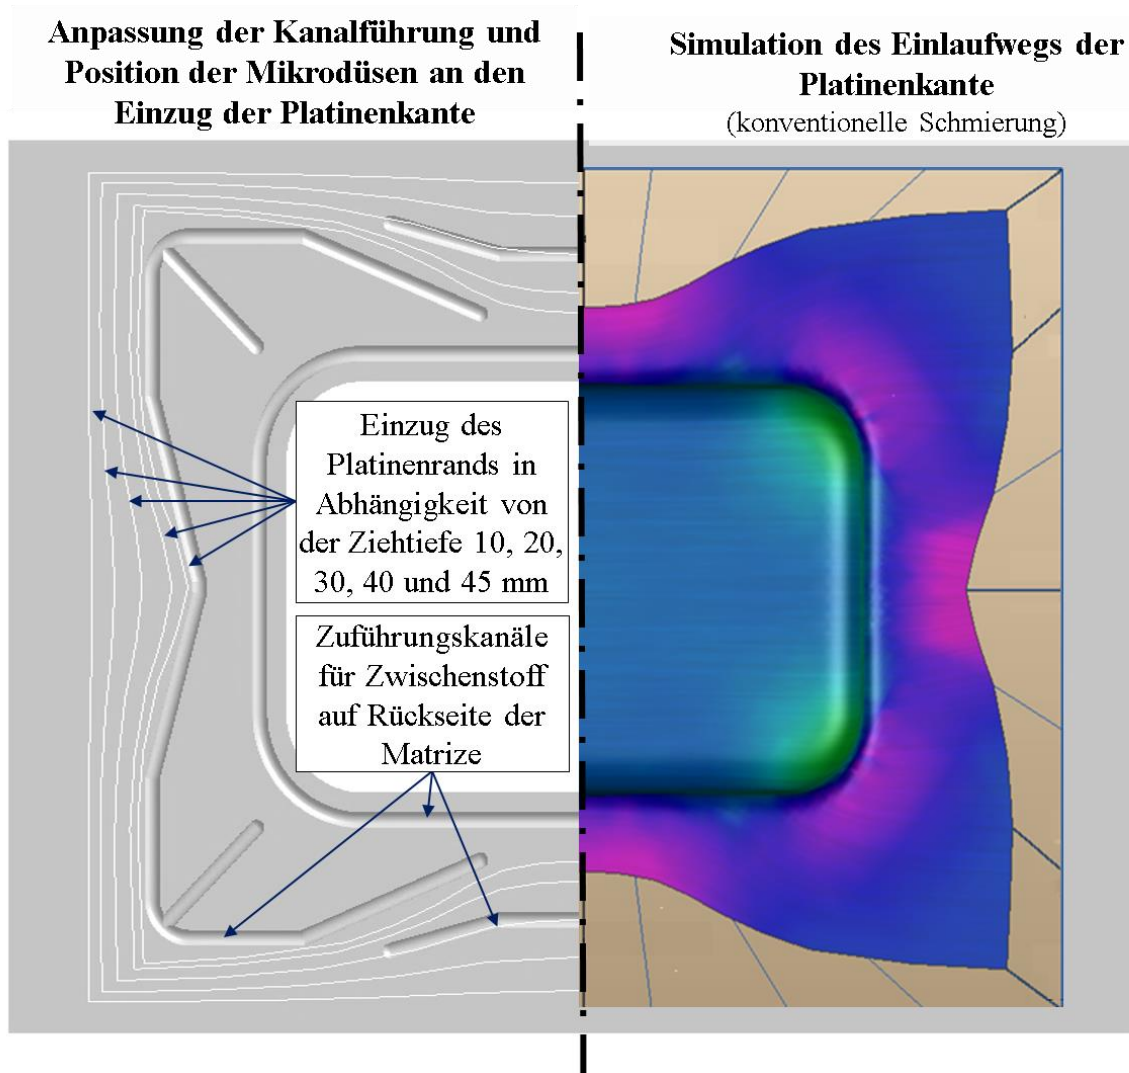 Anpassung der Kanalführung und
Position der Mikrodüsen an den
Einzug der Platinenkante
Simulation des Einlaufwegs der
Platinenkante
(konventionelle Schmierung)
Einzug des
Platinenrands in
Abhängigkeit von
der Ziehtiefe 10, 20,
30, 40 und 45 mm
Zuführungskanäle
für Zwischenstoff
auf Rückseite der
Matrize